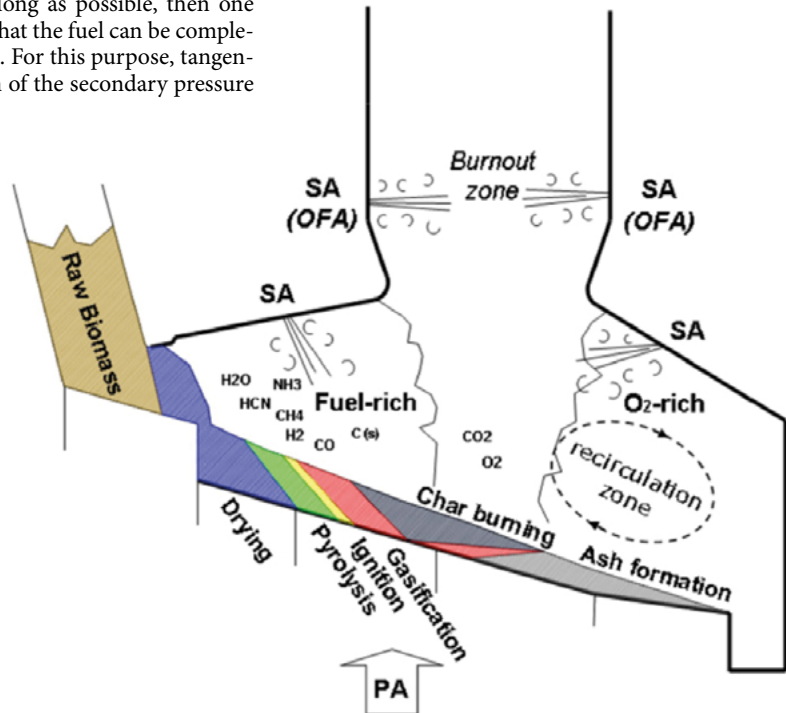 long as possible, then one
hat the fuel can be comple-
. For this purpose, tangen-
n of the secondary pressure
Burnout
zone
SA
(OFA)
SA
(OFA)
Raw Biomass
SA
SA
H2O
NH3
HCN
CH4
Fuel-rich
O2-rich
H2
CO
C (s)
CO2
O2
recirculation
zone
Char burning
Ash formation
Drying
Pyrolysis
Ignition
Gasification
PA